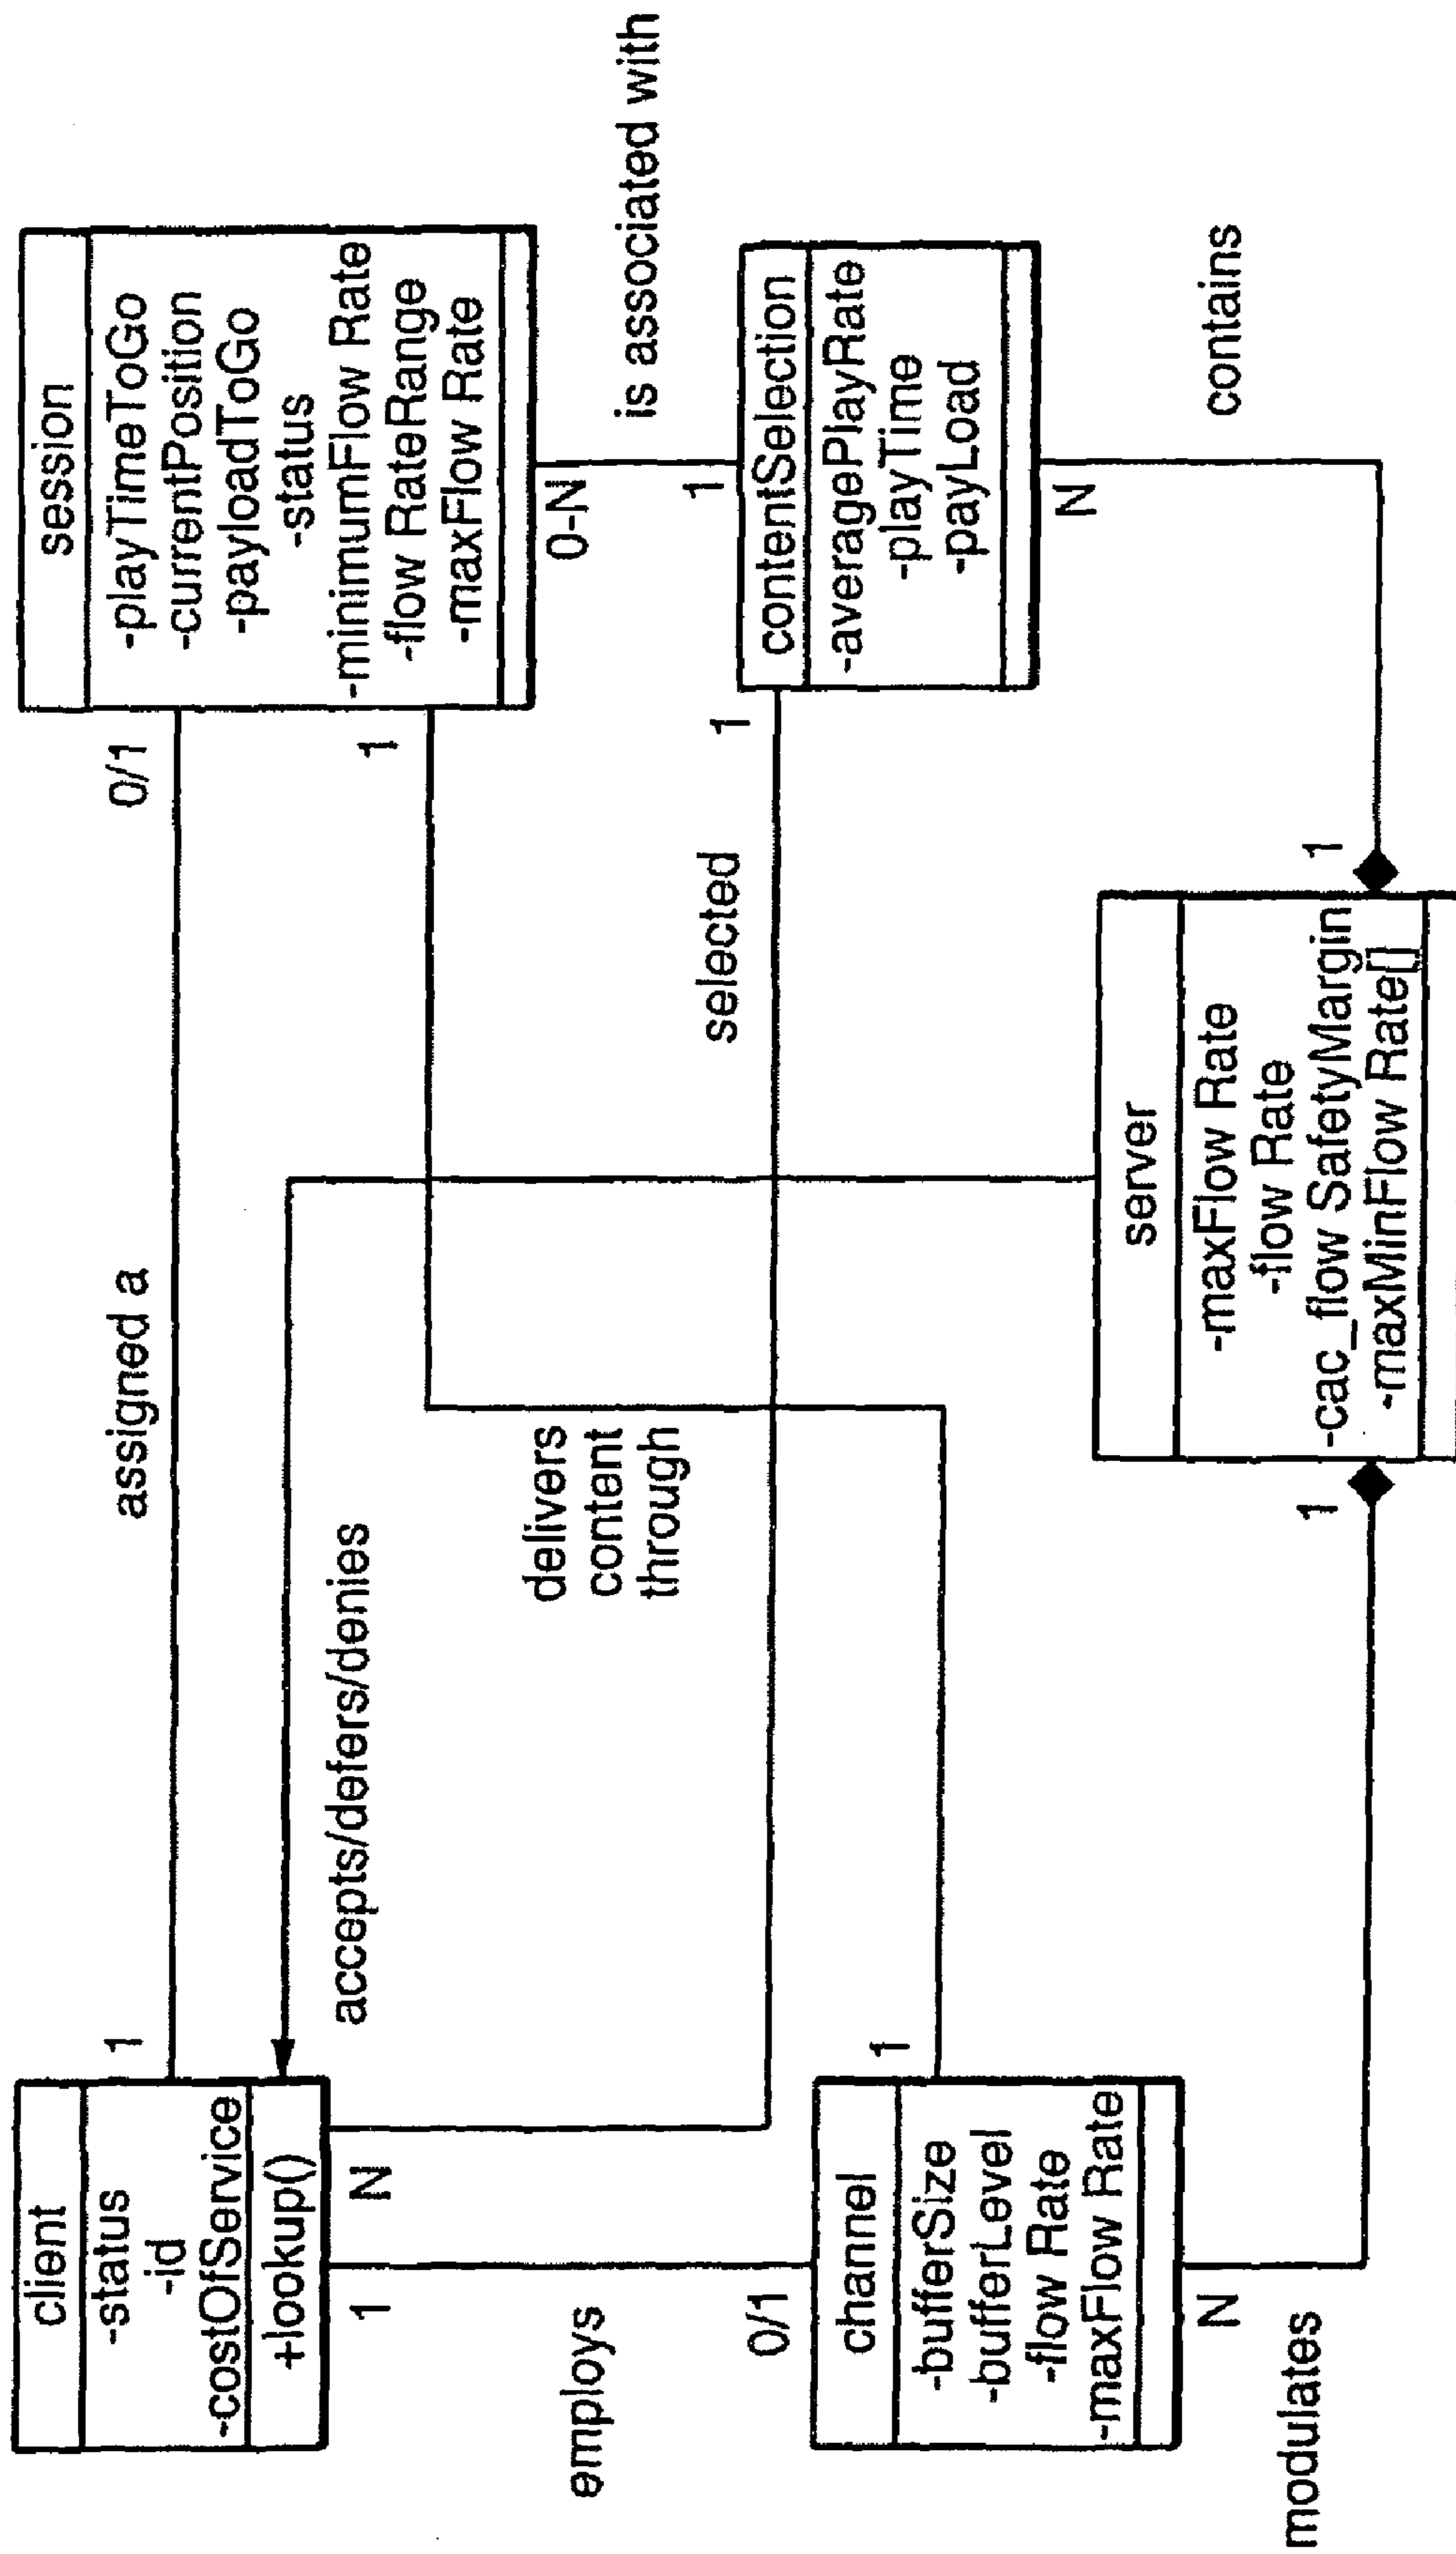 client
-status
-id
-costOfService
+lookup()
1
assigned a
0/1
session
-playTimeToGo
-currentPosition
-payloadToGo
-status
-minimumFlow Rate
-flow RateRange
-maxFlow Rate
accepts/defers/denies
1
N
1
employs
0/1
delivers
content
through
selected
1
0-N
is associated with
1
contentSelection
-averagePlayRate
-playTime
-payLoad
N
contains
channel
-bufferSize
-bufferLevel
-flow Rate
-maxFlow Rate
1
N
modulates
1
server
-maxFlow Rate
-flow Rate
-cac_flow SafetyMargin
-maxMinFlow Rate[]
1